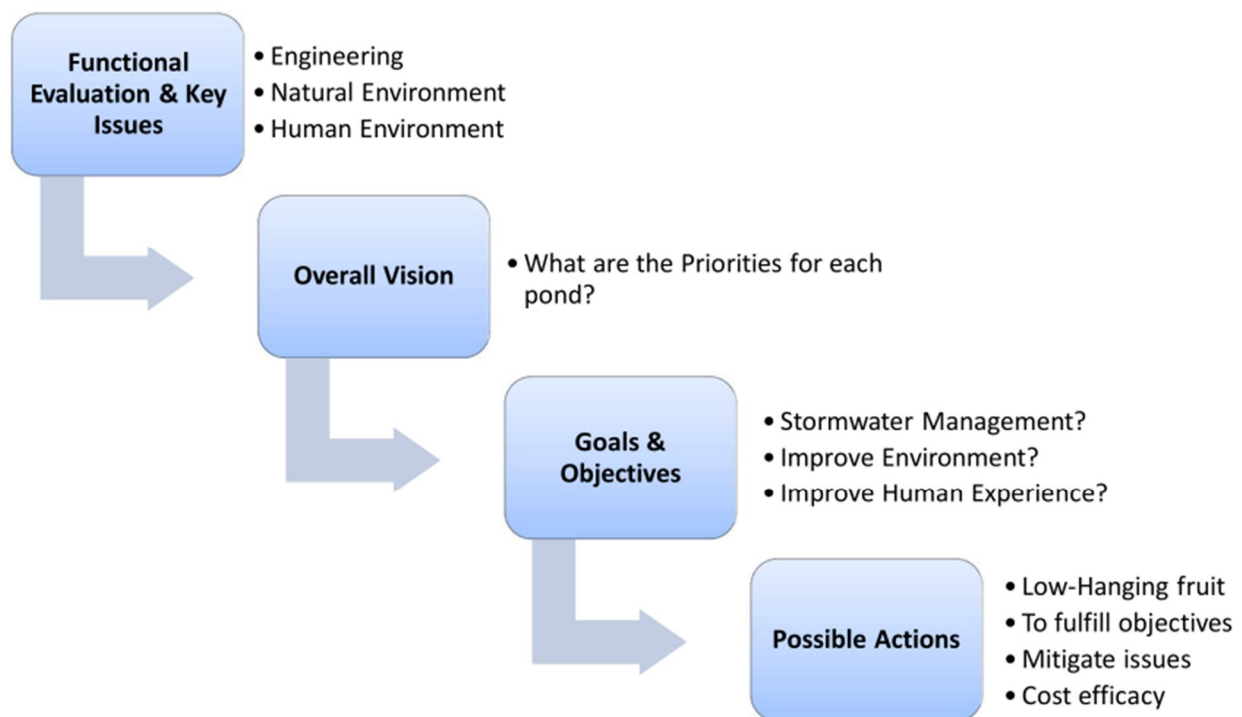 Functional
Evaluation & Key
Issues
• Engineering
• Natural Environment
• Human Environment
Overall Vision
• What are the Priorities for each
pond?
Goals &
Objectives
• Stormwater Management?
• Improve Environment?
• Improve Human Experience?
Possible Actions
• Low-Hanging fruit
• To fulfill objectives
• Mitigate issues
• Cost efficacy